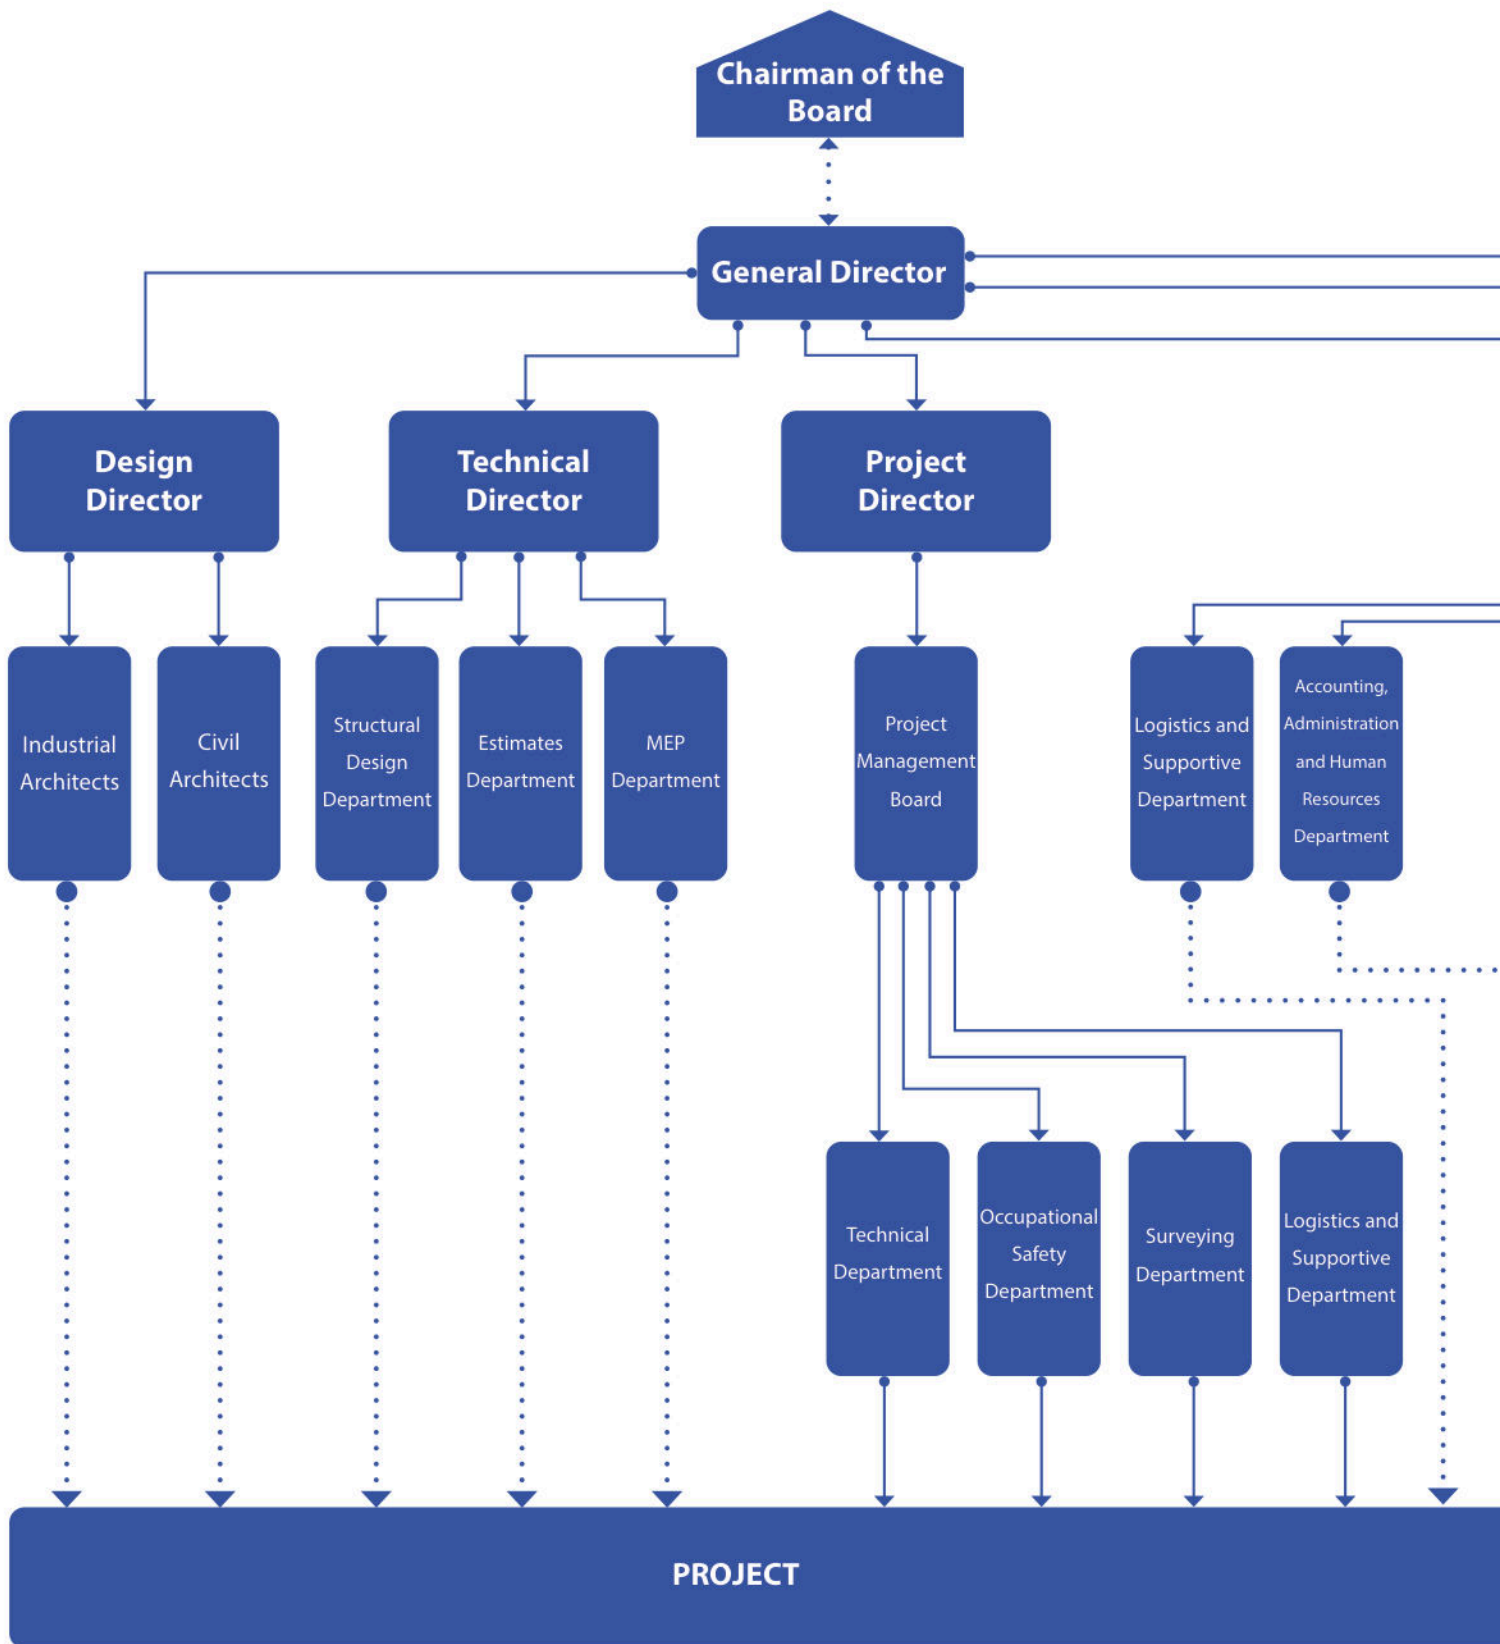 Chairman of the
Board
General Director
Design
Director
Technical
Director
Project
Director
Industrial
Architects
Civil
Architects
Structural
Design
Department
Estimates
Department
MEP
Department
Project
Management
Board
Logistics and
Supportive
Department
Accounting,
Administration
and Human
Resources
Department
Technical
Department
Occupational
Safety
Department
Surveying
Department
Logistics and
Supportive
Department
PROJECT